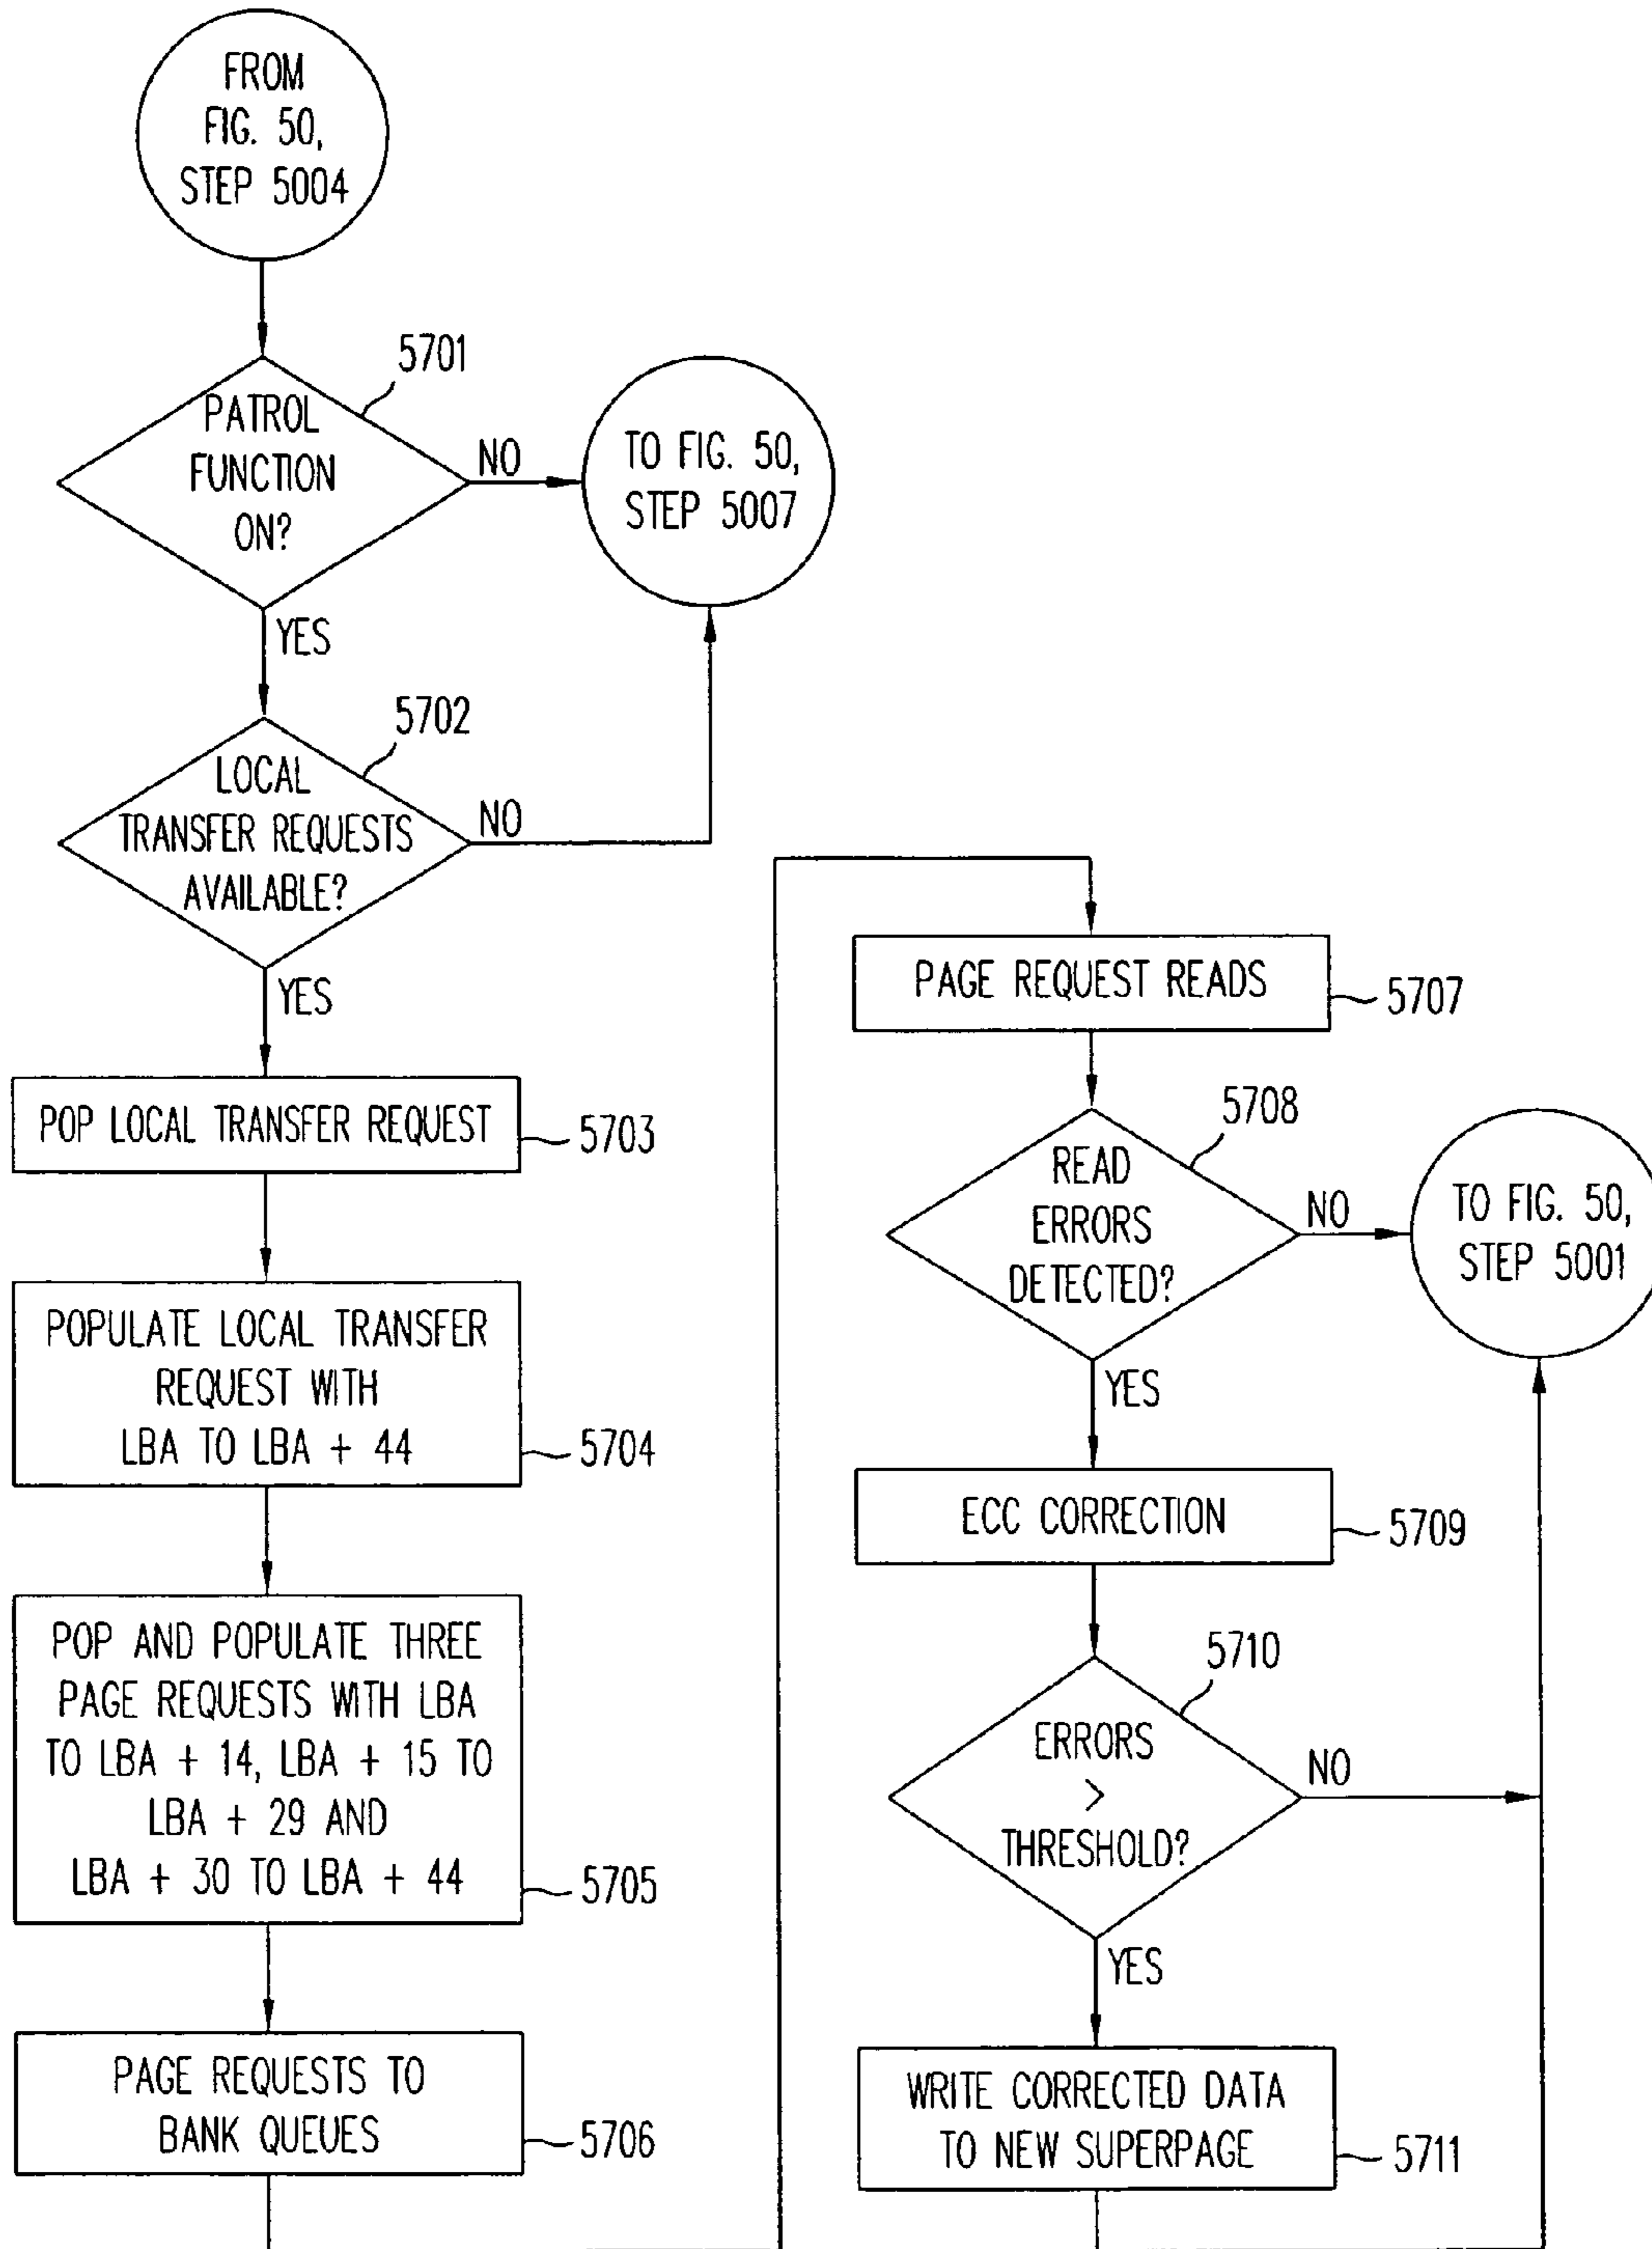 FROM
FIG. 50,
STEP 5004
5701
PATROL
FUNCTION
ON?
NO
TO FIG. 50,
STEP 5007
YES
5702
LOCAL
TRANSFER REQUESTS
AVAILABLE?
NO
YES
POP LOCAL TRANSFER REQUEST
5703
POPULATE LOCAL TRANSFER
REQUEST WITH
LBA TO LBA + 44
5704
POP AND POPULATE THREE
PAGE REQUESTS WITH LBA
TO LBA + 14, LBA + 15 TO
LBA + 29 AND
LBA + 30 TO LBA + 44
5705
PAGE REQUESTS TO
BANK QUEUES
5706
PAGE REQUEST READS
5707
5708
READ
ERRORS
DETECTED?
NO
TO FIG. 50,
STEP 5001
YES
ECC CORRECTION
5709
5710
ERRORS
>
THRESHOLD?
NO
YES
WRITE CORRECTED DATA
TO NEW SUPERPAGE
5711